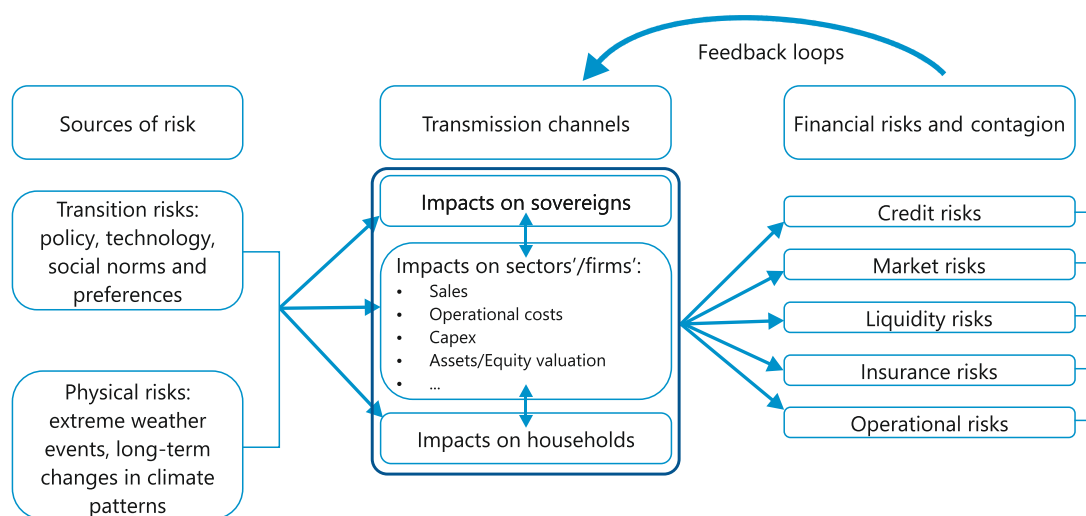 Feedback loops
Sources of risk
Transmission channels
Financial risks and contagion
Transition risks:
policy, technology,
social norms and
preferences
Physical risks:
extreme weather
events, long-term
changes in climate
patterns
Impacts on sovereigns
Impacts on sectors’/firms’:
• Sales
• Operational costs
• Capex
• Assets/Equity valuation
• ...
Impacts on households
Credit risks
Market risks
Liquidity risks
Insurance risks
Operational risks